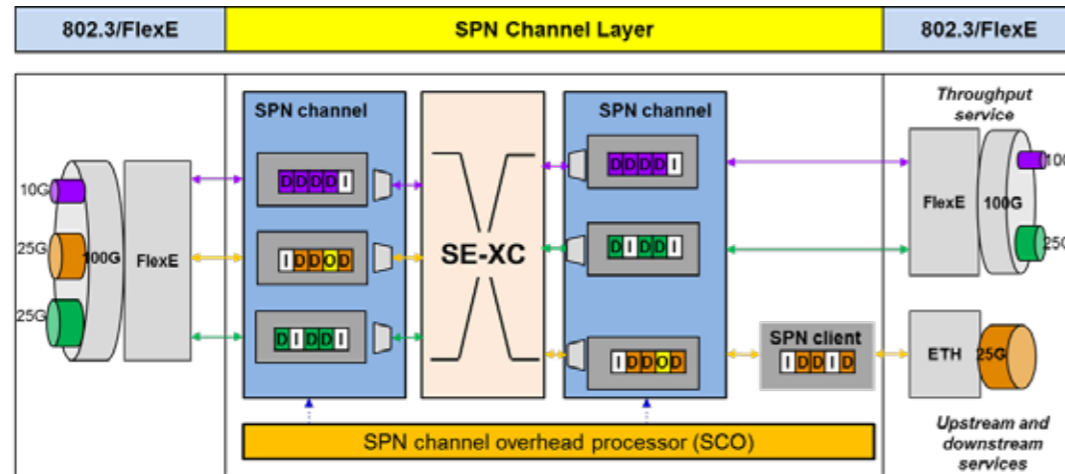 802.3/FlexE
SPN Channel Layer
802.3/FlexE
SPN channel
SPN channel
Throughput
service
DDDDI
DDDDI
10G
100
FlexE
100G
25G
100G
FlexE
IDDOD
SE-XC
DIDDI
25G
25G
DIDDI
IDDOD
SPN client
IDDID
ETH
25G
SPN channel overhead processor (SCO)
Upstream and
downstream
services